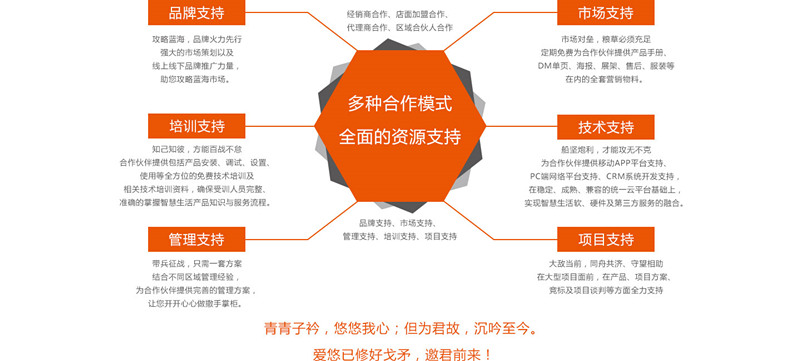 品牌支持
攻略蓝海，品牌火力先行
强大的市场策划以及
线上线下品牌推广力量，
助您攻略蓝海市场。
经销商合作、店面加盟合作、
代理商合作、区域合伙人合作
市场支持
市场对垒，粮草必须充足
定期免费为合作伙伴提供产品手册、
DM单页、海报、展架、售后、服装等
在内的全套营销物料。
多种合作模式
全面的资源支持
培训支持
知己知彼，方能百战不怠
合作伙伴提供包括产品安装、调试、设置、
使用等全方位的免费技术培训及
相关技术培训资料，确保受训人员完整、
准确的掌握智慧生活产品知识与服务流程。
技术支持
船坚炮利，才能攻无不克
为合作伙伴提供移动APP平台支持、
PC端网络平台支持、CRM系统开发支持，
在稳定、成熟、兼容的统一云平台基础上，
实现智慧生活软、硬件及第三方服务的融合。
品牌支持、市场支持、
管理支持、培训支持、项目支持
管理支持
带兵征战，只需一套方案
结合不同区域管理经验，
为合作伙伴提供完善的管理方案，
让您开开心心做撒手掌柜。
项目支持
大敌当前，同舟共济、守望相助
在大型项目面前，在产品、项目方案、
竞标及项目谈判等方面全力支持
青青子衿，悠悠我心；但为君故，沉吟至今。
爱悠已修好戈矛，邀君前来！